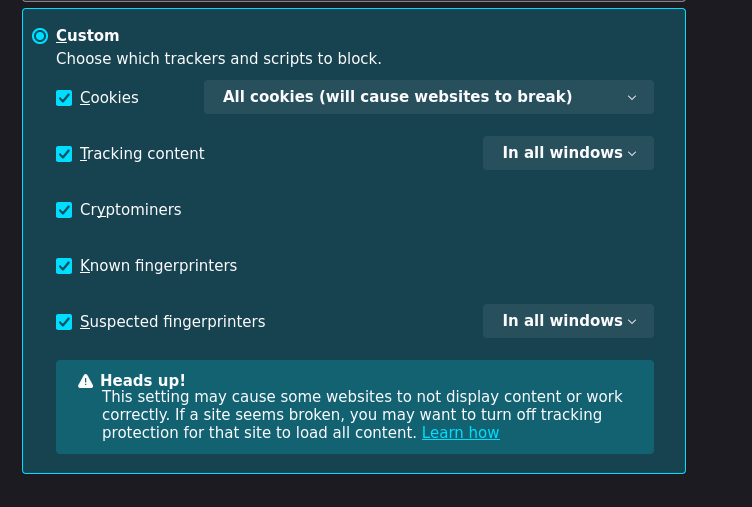 Custom
Choose which trackers and scripts to block.
Cookies All cookies (will cause websites to break)
Tracking content In all windows
Cryptominers
Known fingerprinters
Suspected fingerprinters In all windows
Heads up!
This setting may cause some websites to not display content or work
correctly. If a site seems broken, you may want to turn off tracking
protection for that site to load all content. Learn how